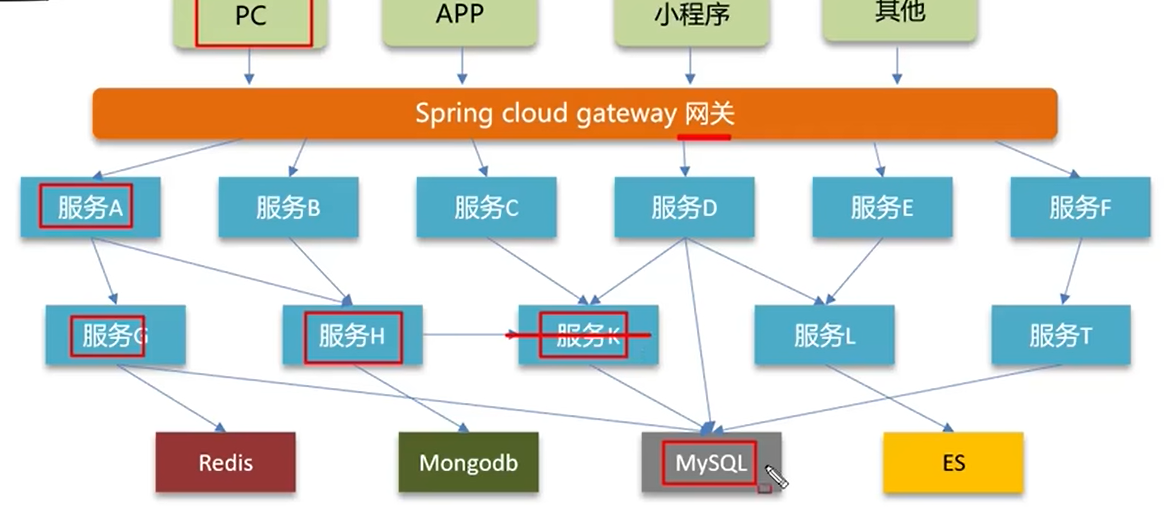 PC
APP
小程序
其他
Spring cloud gateway 网关
服务A
服务B
服务C
服务D
服务E
服务F
服务G
服务H
服务K
服务L
服务T
Redis
Mongodb
MySQL
ES